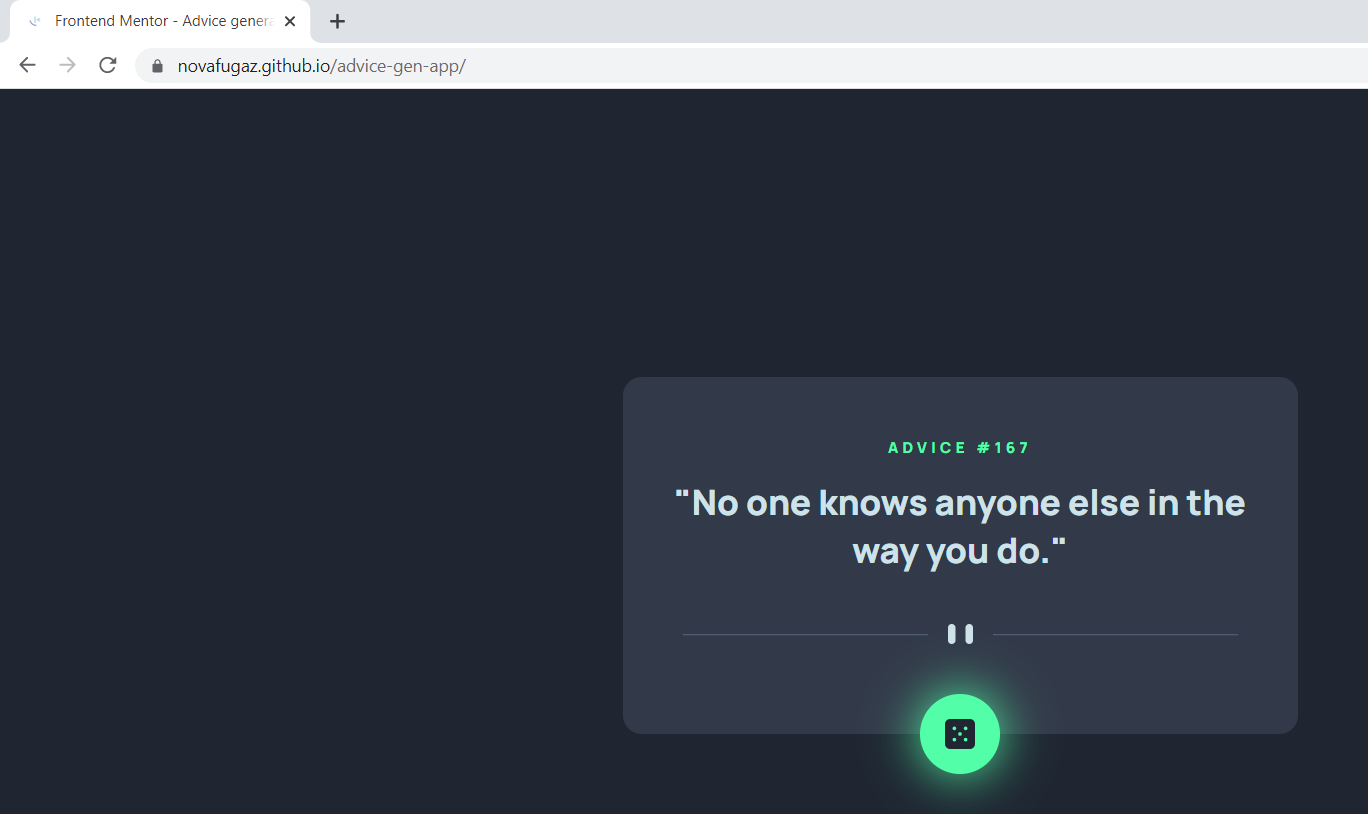 Frontend Mentor - Advice genera
novafugaz.github.io/advice-gen-app/
ADVICE #167
"No one knows anyone else in the
way you do."